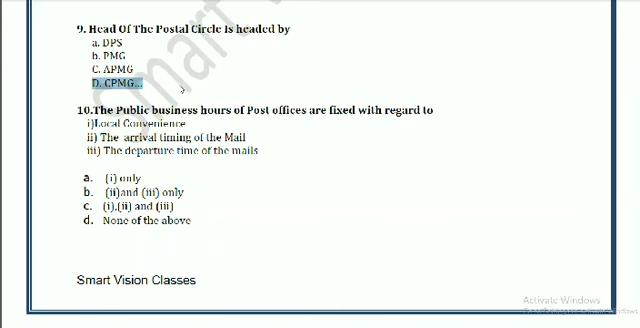 9. Head Of The Postal Circle Is headed by
a. DPS
b. PMG
C. APMG
D. CPMG...
10.The Public business hours of Post offices are fixed with regard to
i)Local Convenience
ii) The arrival timing of the Mail
iii) The departure time of the mails
a. (i) only
b. (ii)and (iii) only
c. (i),(ii) and (iii)
d. None of the above
Smart Vision Classes
Activate Windows